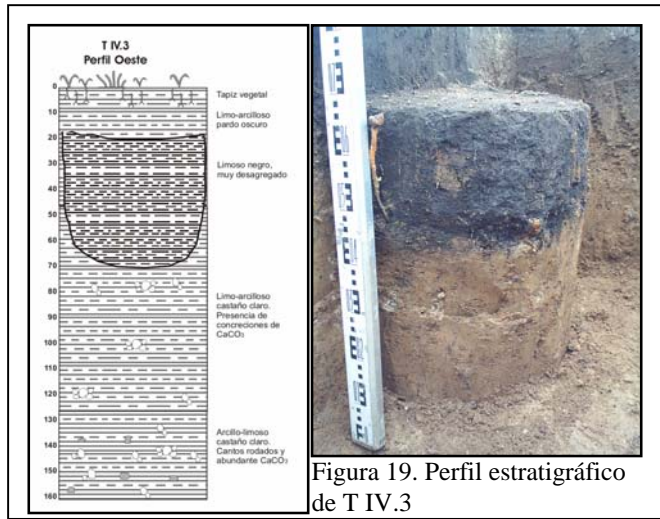 T IV.3
Perfil Oeste
0
10
20
30
40
50
60
70
80
90
100
110
120
130
140
150
160
Tapiz vegetal
Limo-arcilloso
pardo oscuro
Limoso negro,
muy desagregado
Limo-arcilloso
castaño claro.
Presencia de
concreciones de
CaCO₃
Arcillo-limoso
castaño claro.
Cantos rodados y
abundante CaCO₃
Figura 19. Perfil estratigráfico
de T IV.3